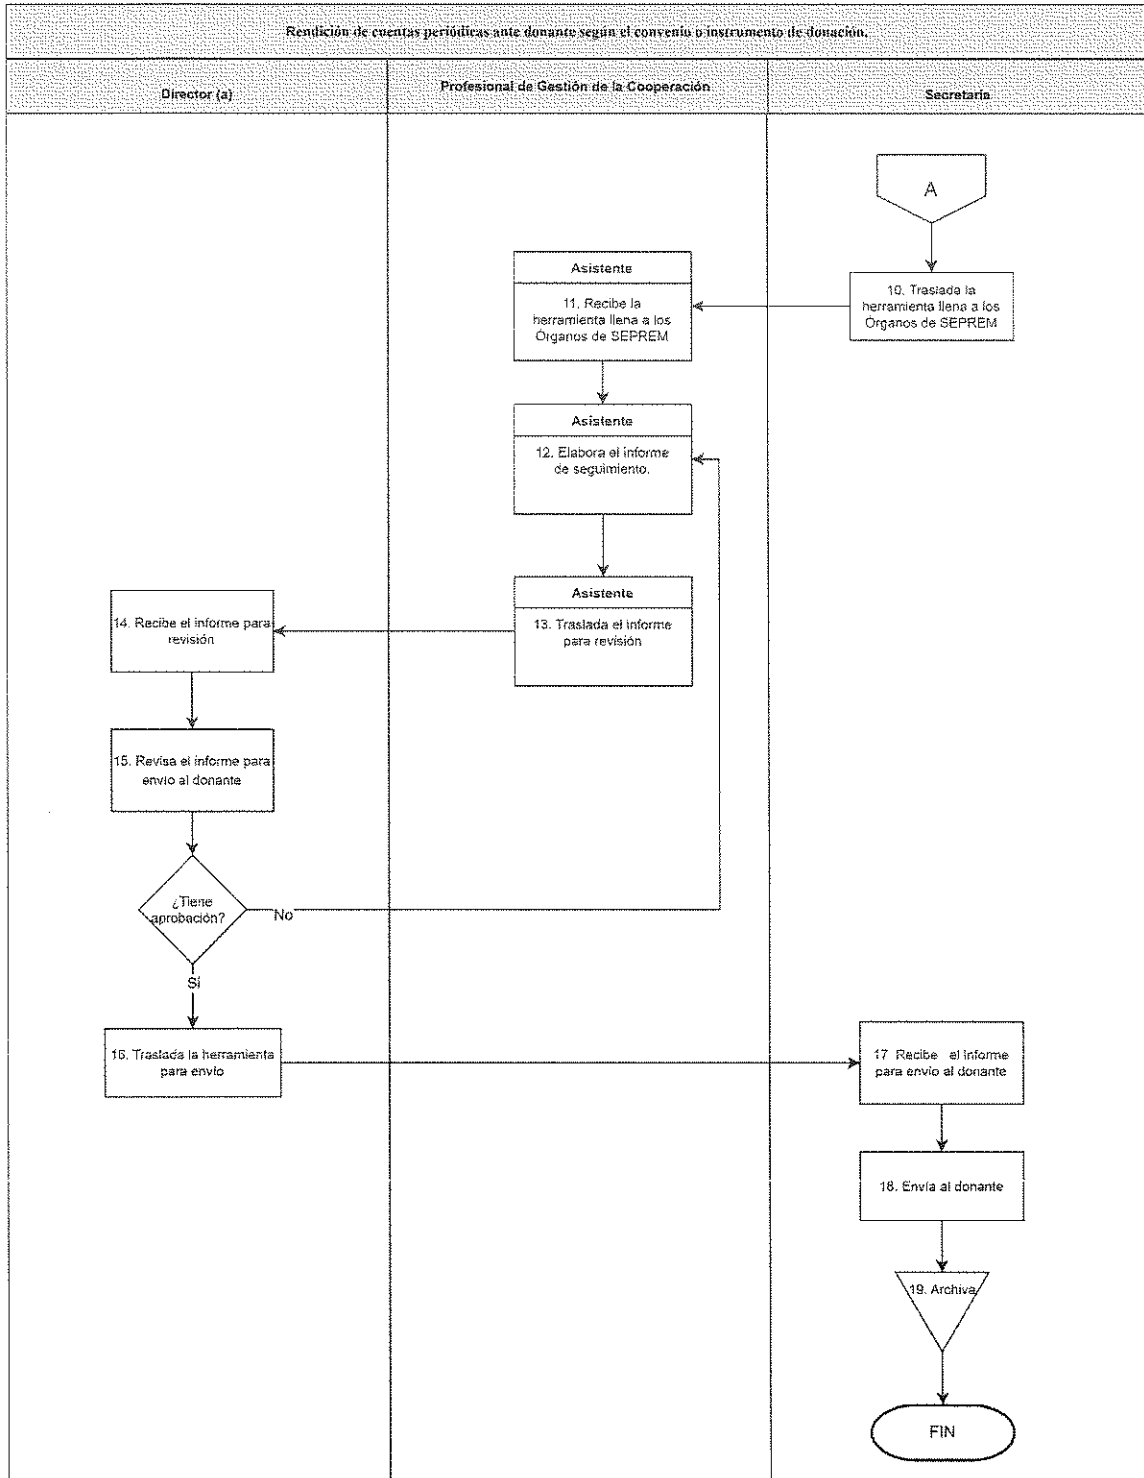 Rendición de cuentas periódicas ante donante según el convenio o instrumento de donación.
Director (a)
Profesional de Gestión de la Cooperación
Secretaria
A
10. Traslada la
herramienta llena a los
Órganos de SEPREM
Asistente
11. Recibe la
herramienta llena a los
Órganos de SEPREM
Asistente
12. Elabora el informe
de seguimiento.
Asistente
13. Traslada el informe
para revisión
14. Recibe el informe para
revisión
15. Revisa el informe para
envío al donante
¿Tiene
aprobación?
No
Sí
16. Traslada la herramienta
para envío
17 Recibe el informe
para envío al donante
18. Envía al donante
19. Archiva
FIN